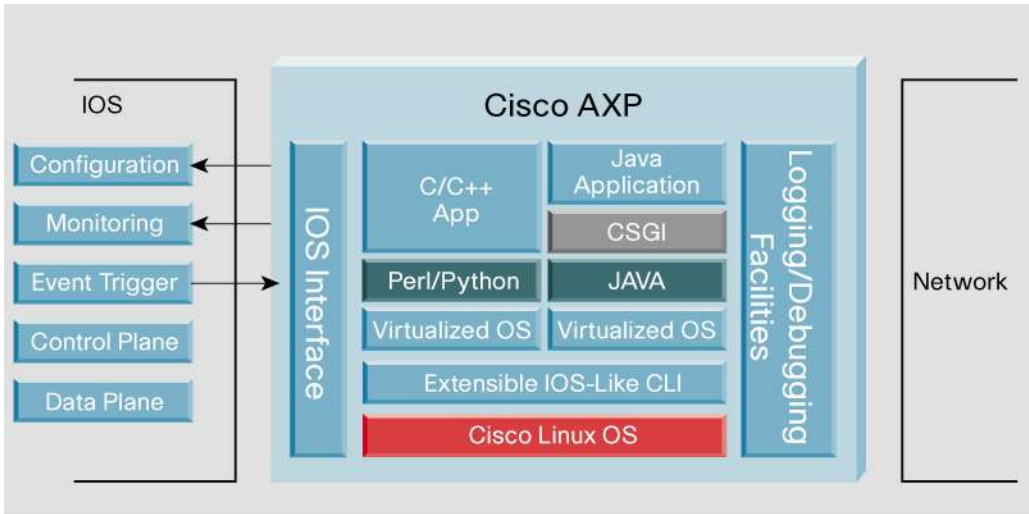 IOS
Configuration
Monitoring
Event Trigger
Control Plane
Data Plane
Cisco AXP
IOS Interface
C/C++
App
Perl/Python
Virtualized OS
Java
Application
CSGI
JAVA
Virtualized OS
Extensible IOS-Like CLI
Cisco Linux OS
Logging/Debugging
Facilities
Network